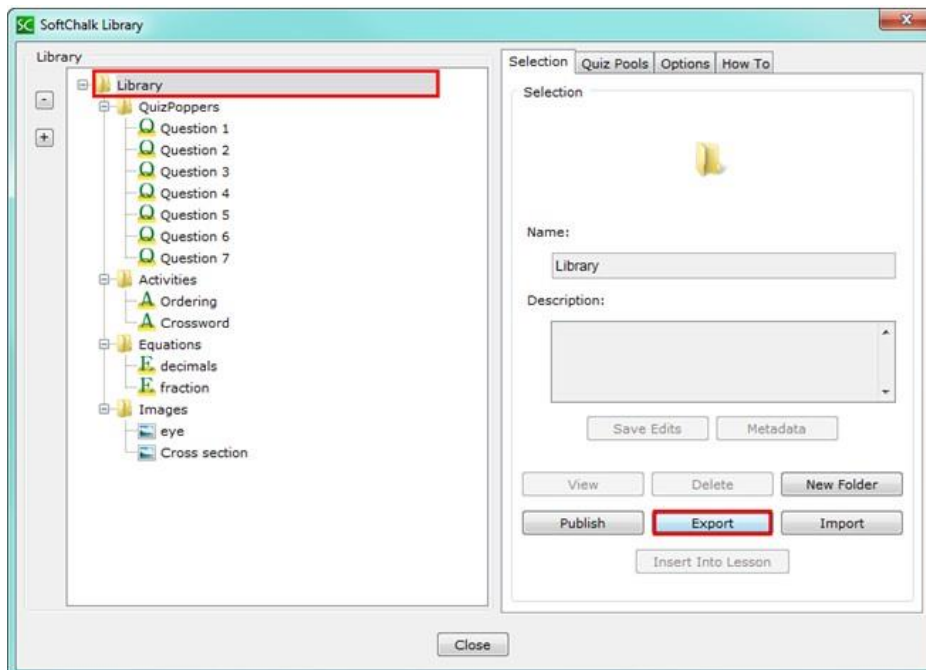 SC SoftChalk Library
x
Library
-
+
Library
QuizPoppers
Q Question 1
Q Question 2
Q Question 3
Q Question 4
Q Question 5
Q Question 6
Q Question 7
Activities
A Ordering
A Crossword
Equations
E decimals
E fraction
Images
eye
Cross section
Selection Quiz Pools Options How To
Selection
Name:
Library
Description:
Save Edits Metadata
View Delete New Folder
Publish Export Import
Insert Into Lesson
Close